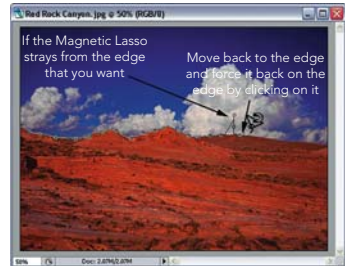 Red Rock Canyon.jpg @ 50% (RGB/8)
If the Magnetic Lasso
strays from the edge
that you want
Move back to the edge
and force it back on the
edge by clicking on it
50%
Doc: 2.87M/2.87M